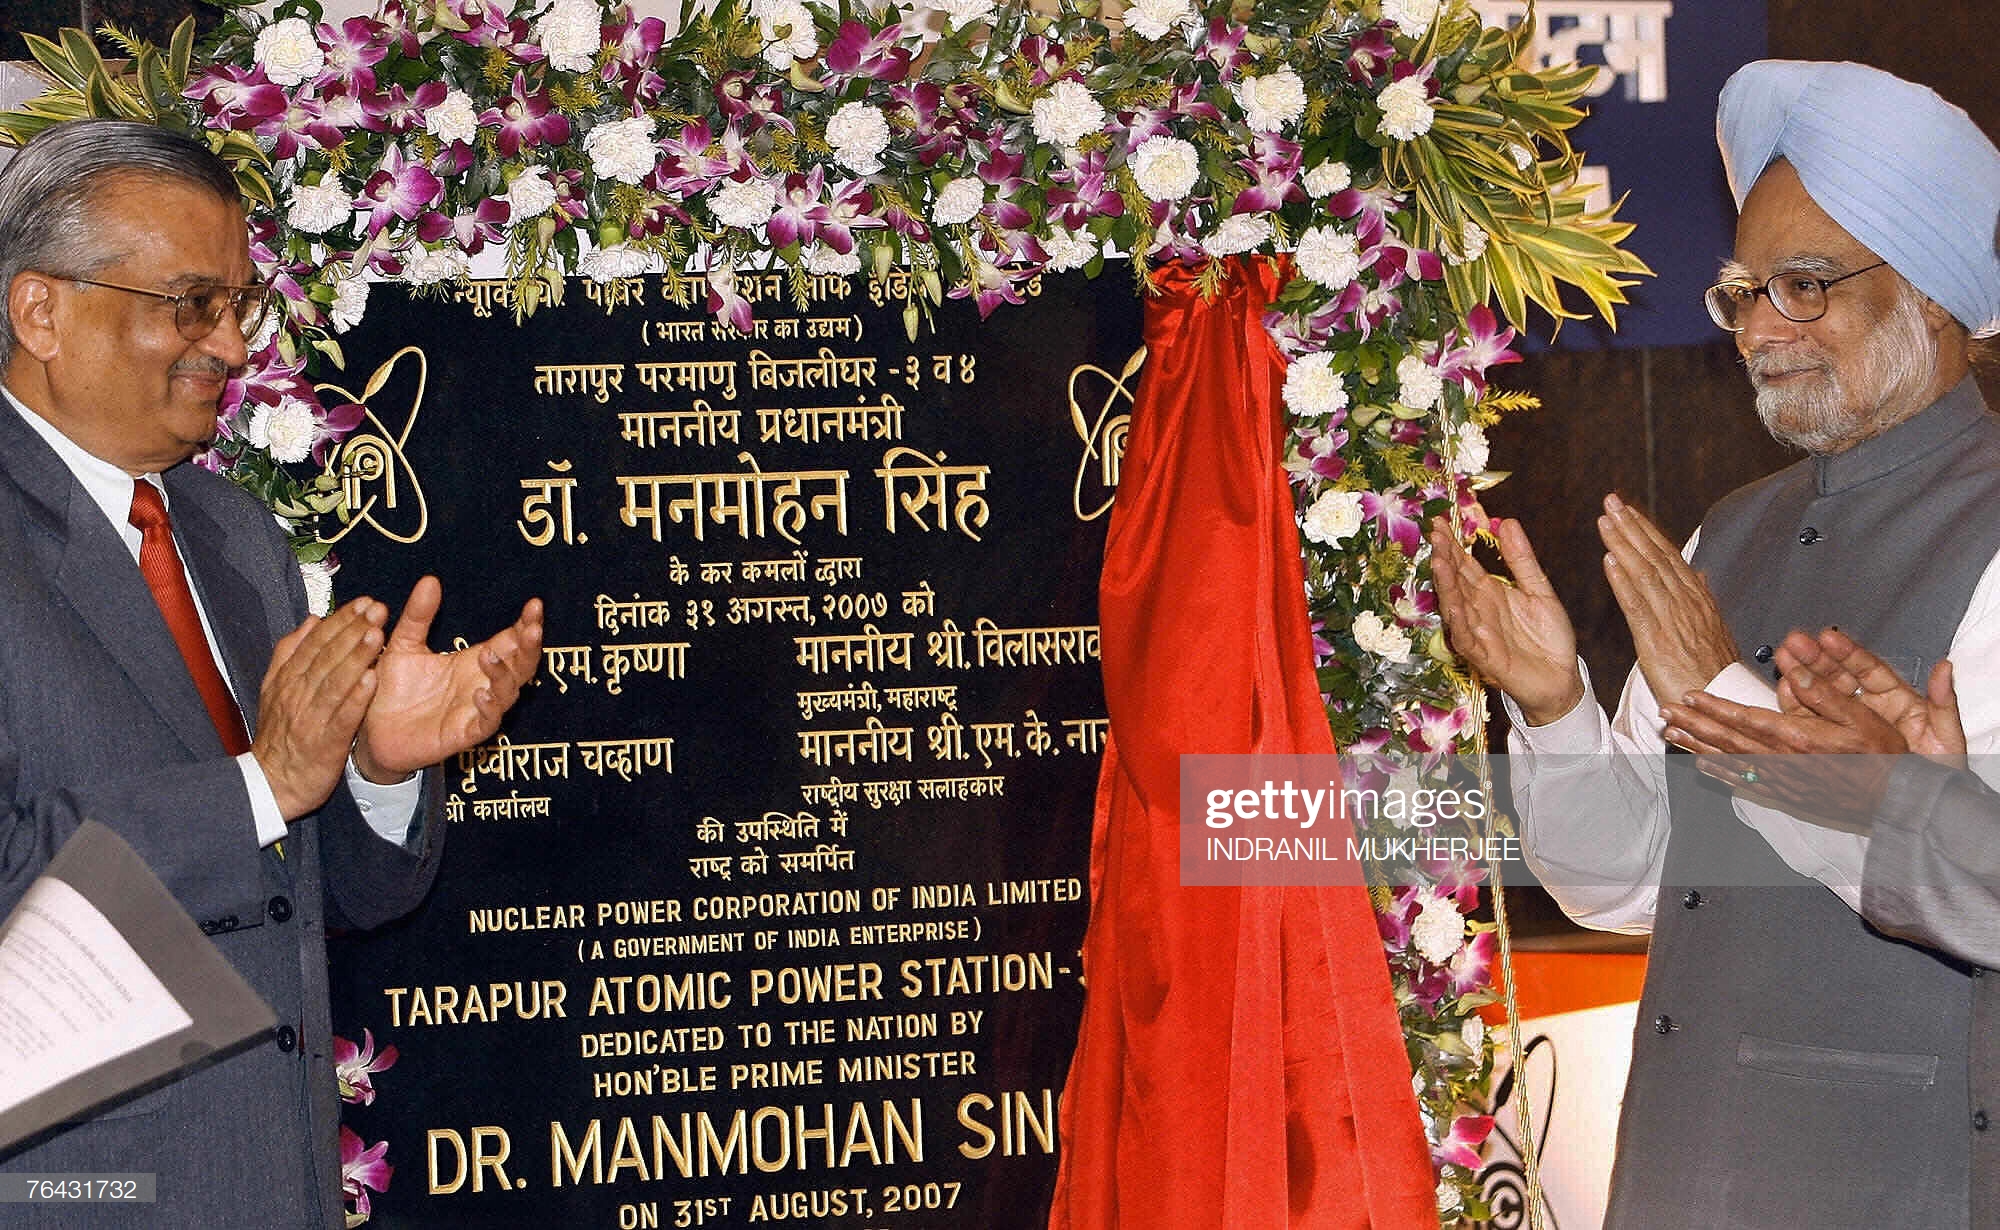 पावर
(भारत सरकार का उद्यम)
तारापुर परमाणु बिजलीघर - ३ व ४
माननीय प्रधानमंत्री
डॉ. मनमोहन सिंह
के कर कमलों द्वारा
दिनांक ३१ अगस्त, २००७ को
एम. कृष्णा
माननीय श्री. विलासराव
मुख्यमंत्री, महाराष्ट्र
पृथ्वीराज चव्हाण
माननीय श्री. एम. के. ना
कार्यालय
राष्ट्रीय सुरक्षा सलाहकार
की उपस्थिति में
राष्ट्र को समर्पित
NUCLEAR POWER CORPORATION OF INDIA LIMITED
(A GOVERNMENT OF INDIA ENTERPRISE)
TARAPUR ATOMIC POWER STATION-
DEDICATED TO THE NATION BY
HON'BLE PRIME MINISTER
DR. MANMOHAN SIN
ON 31ST AUGUST, 2007
gettyimages
INDRANIL MUKHERJEE
76431732